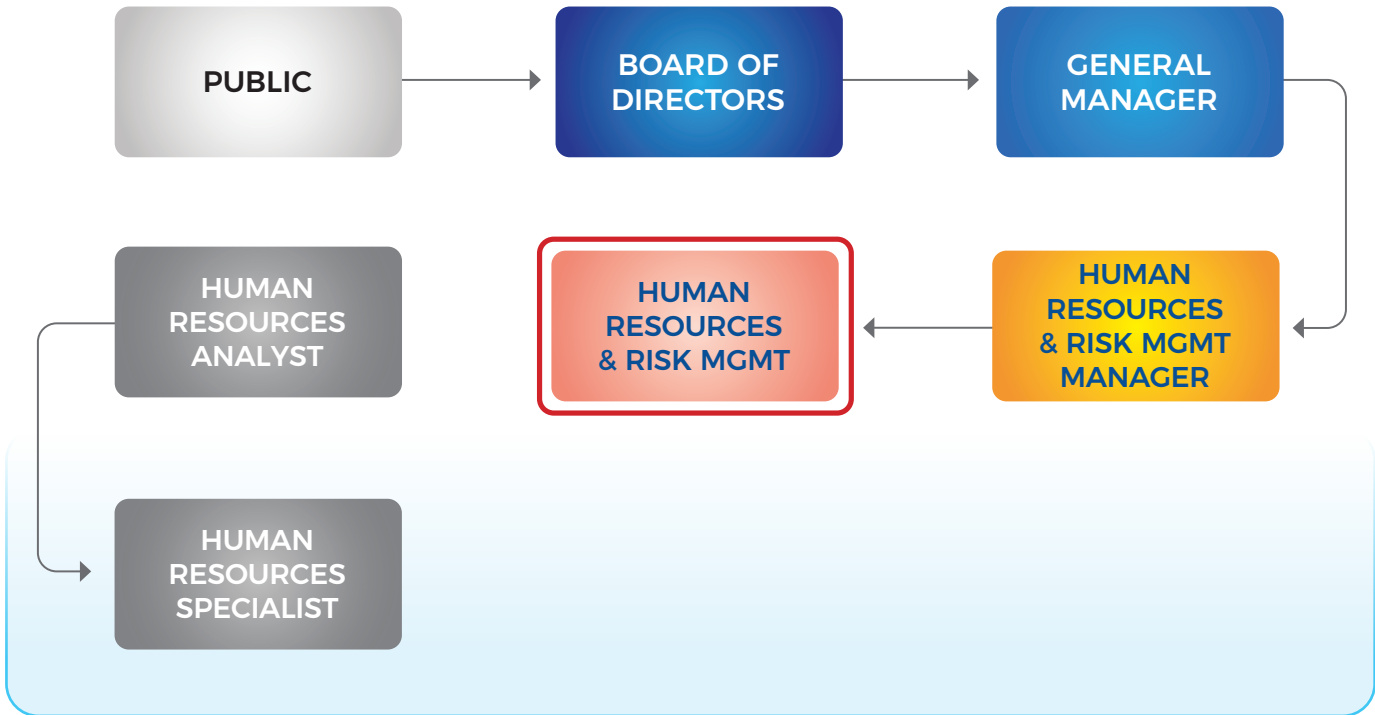 PUBLIC
BOARD OF
DIRECTORS
GENERAL
MANAGER
HUMAN
RESOURCES
ANALYST
HUMAN
RESOURCES
& RISK MGMT
HUMAN
RESOURCES
& RISK MGMT
MANAGER
HUMAN
RESOURCES
SPECIALIST